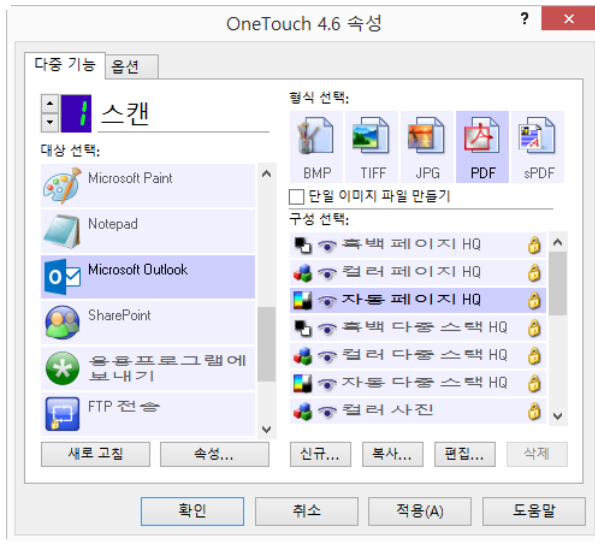 OneTouch 4.6 속성
? ×
다중 기능 옵션
1 스캔
대상 선택:
Microsoft Paint
Notepad
Microsoft Outlook
SharePoint
응용프로그램에
보내기
FTP 전송
새로 고침 속성...
형식 선택:
BMP TIFF JPG PDF sPDF
단일 이미지 파일 만들기
구성 선택:
흑백 페이지 HQ
컬러 페이지 HQ
자동 페이지 HQ
흑백 다중 스택 HQ
컬러 다중 스택 HQ
자동 다중 스택 HQ
컬러 사진
신규... 복사... 편집... 삭제
확인 취소 적용(A) 도움말